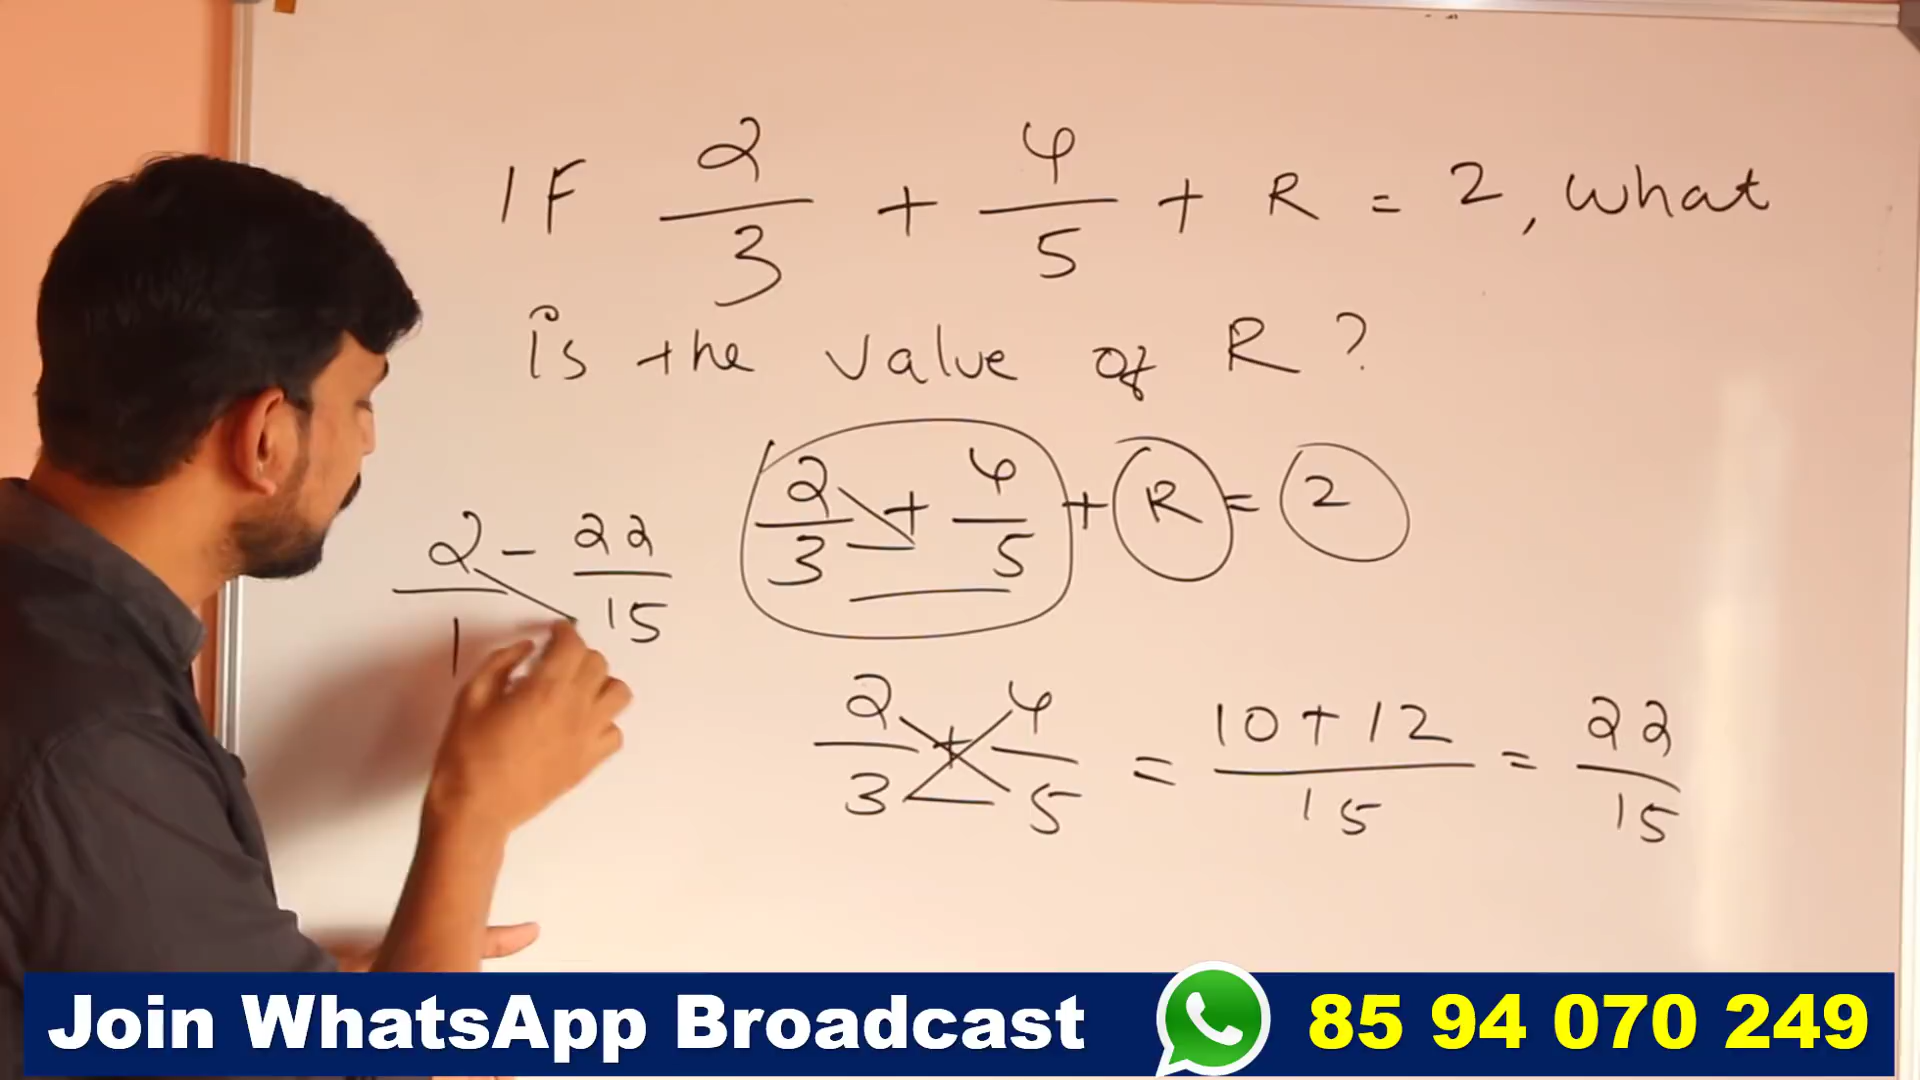 IF 2/3 + 4/5 + R = 2, what
is the value of R?
2/3 + 4/5 + R = 2
2/1 - 22/15
2/3 + 4/5 = 10+12/15 = 22/15
Join WhatsApp Broadcast 85 94 070 249